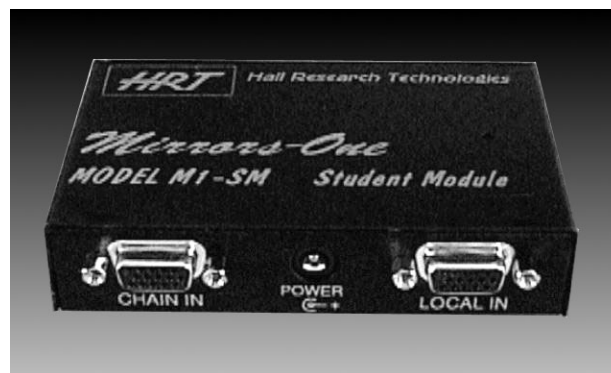 HRT Hall Research Technologies
Mirrors-One
MODEL M1-SM Student Module
CHAIN IN POWER LOCAL IN